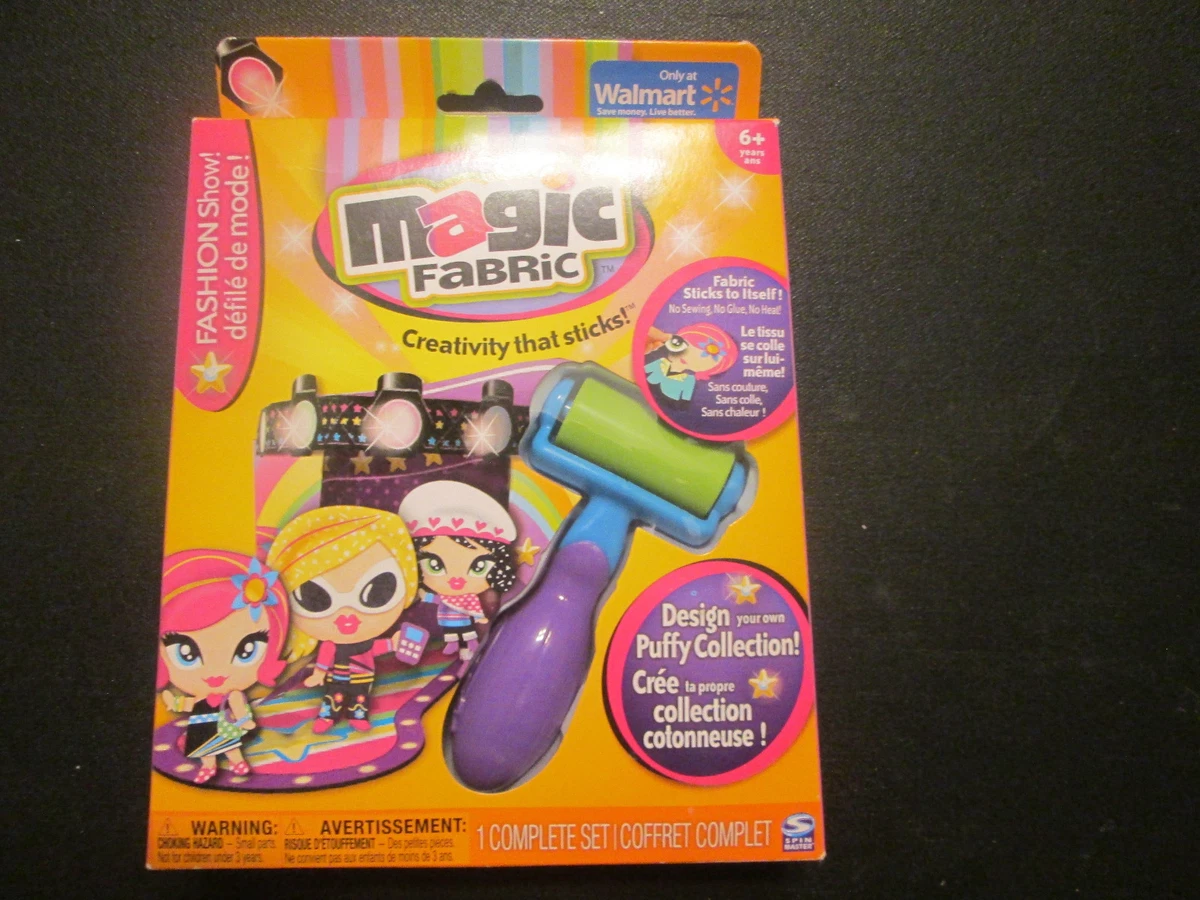 Only at
Walmart
Save money. Live better.
6+
years
ans
FASHION Show!
défilé de mode!
magic
FABRIC™
Creativity that sticks!™
Fabric
Sticks to Itself!
No Sewing, No Glue, No Heat!
Le tissu
se colle
sur lui-
même!
Sans couture,
Sans colle,
Sans chaleur !
Design your own
Puffy Collection!
Crée ta propre
collection
cotonneuse !
WARNING:
CHOKING HAZARD – Small parts.
Not for children under 3 years.
AVERTISSEMENT:
RISQUE D'ÉTOUFFEMENT – Des petites pièces.
Ne convient pas aux enfants de moins de 3 ans.
1 COMPLETE SET | COFFRET COMPLET
SPIN
MASTER